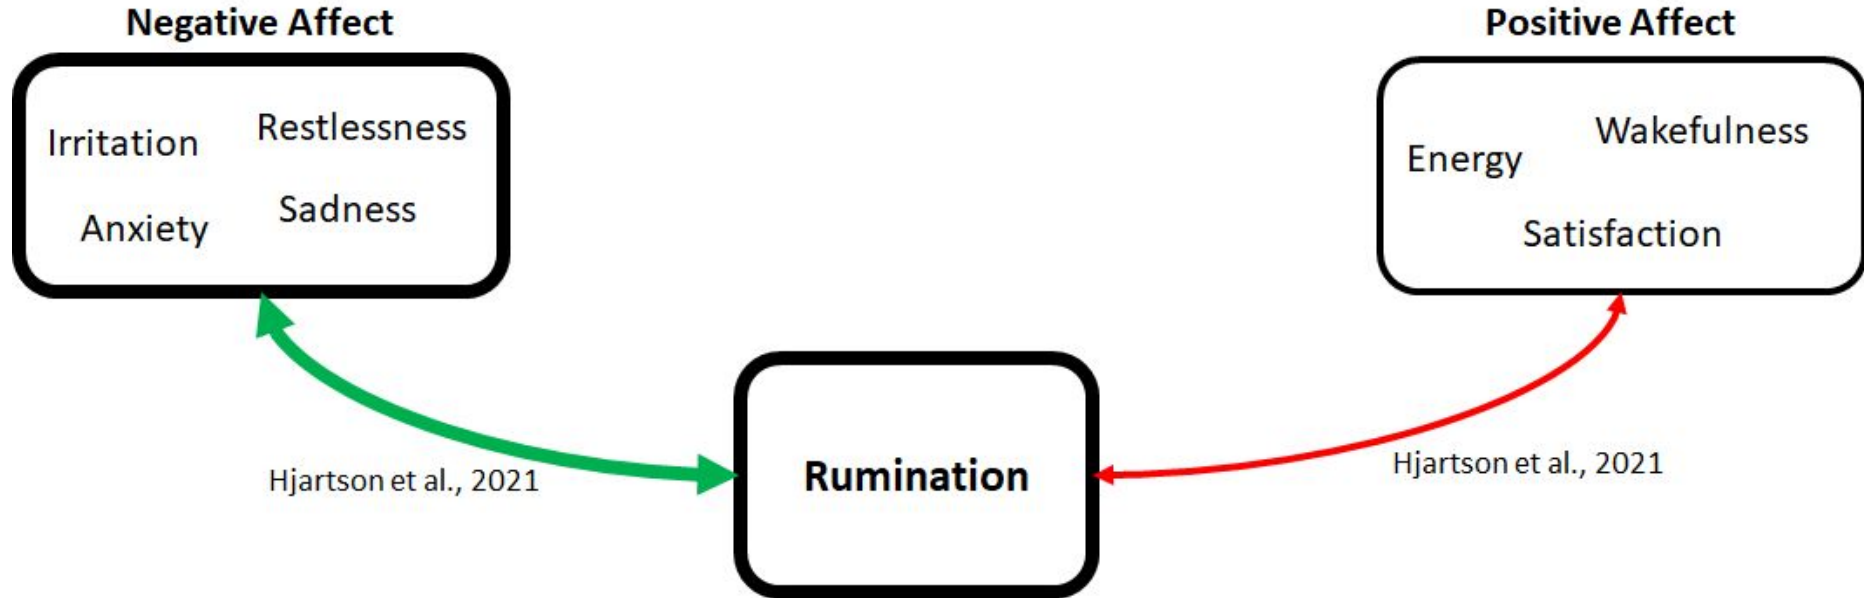 Negative Affect
Irritation
Restlessness
Anxiety
Sadness
Positive Affect
Energy
Wakefulness
Satisfaction
Hjartson et al., 2021
Rumination
Hjartson et al., 2021